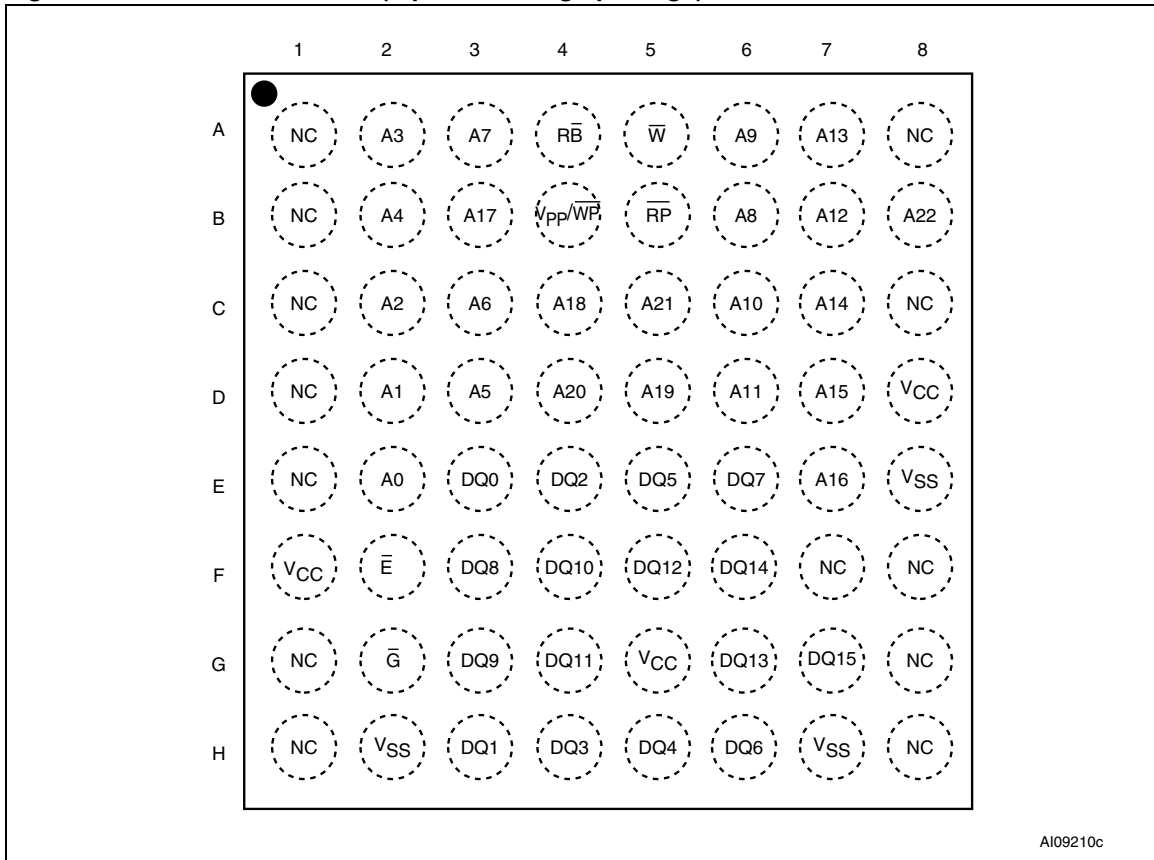 1 2 3 4 5 6 7 8
A NC A3 A7 RB̅ W̅ A9 A13 NC
B NC A4 A17 VPP/W̅P̅ R̅P̅ A8 A12 A22
C NC A2 A6 A18 A21 A10 A14 NC
D NC A1 A5 A20 A19 A11 A15 VCC
E NC A0 DQ0 DQ2 DQ5 DQ7 A16 VSS
F VCC E̅ DQ8 DQ10 DQ12 DQ14 NC NC
G NC G̅ DQ9 DQ11 VCC DQ13 DQ15 NC
H NC VSS DQ1 DQ3 DQ4 DQ6 VSS NC
AI09210c